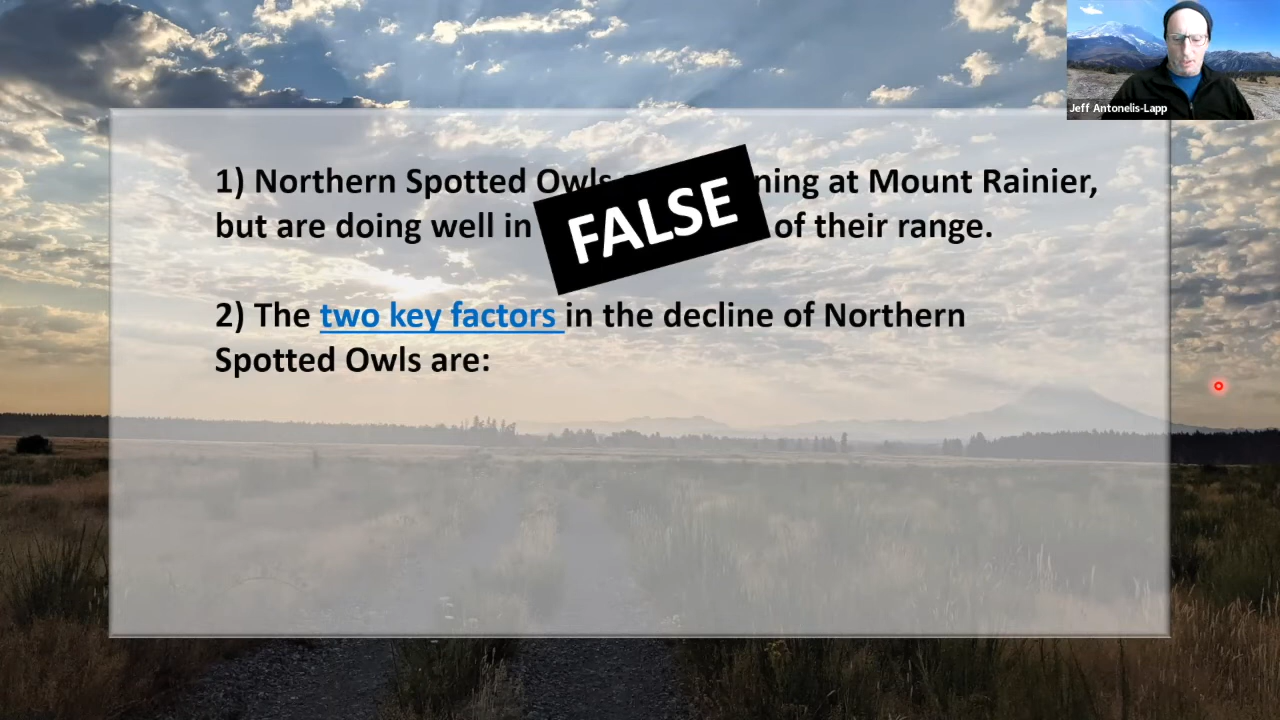 Jeff Antonelis-Lapp
1) Northern Spotted Owls ning at Mount Rainier,
but are doing well in of their range.
FALSE
2) The two key factors in the decline of Northern
Spotted Owls are: